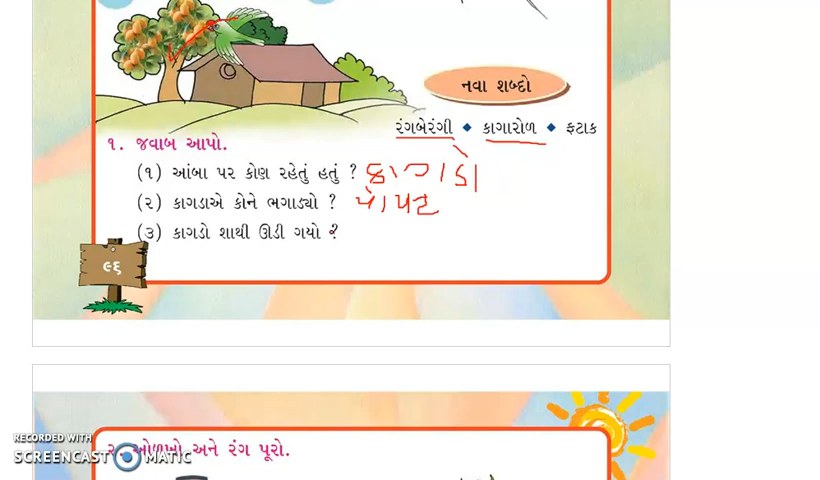 નવા શબ્દો
રંગબેરંગી ◆ કાગારોળ ◆ ફટાક
૧. જવાબ આપો.
(૧) આંબા પર કોણ રહેતું હતું ? કાગડો
(૨) કાગડાએ કોને ભગાડ્યો ? પોપટ
(૩) કાગડો શાથી ઊડી ગયો ?
૯૬
૨. ઓળખો અને રંગ પૂરો.
RECORDED WITH
SCREENCAST MATIC